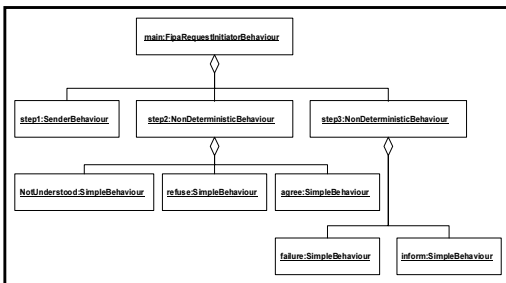 main:FipaRequestInitiatorBehaviour
step1:SenderBehaviour
step2:NonDeterministicBehaviour
step3:NonDeterministicBehaviour
NotUnderstood:SimpleBehaviour
refuse:SimpleBehaviour
agree:SimpleBehaviour
failure:SimpleBehaviour
inform:SimpleBehaviour